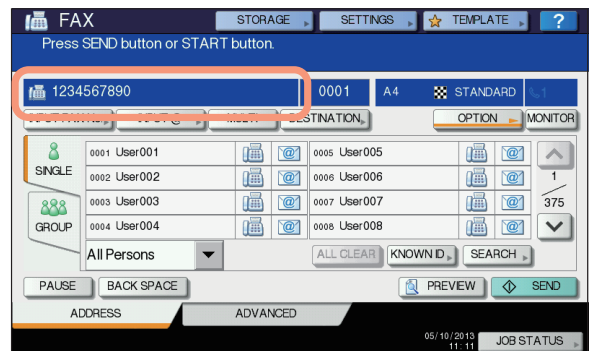 FAX STORAGE SETTINGS TEMPLATE ?
Press SEND button or START button.
1234567890 0001 A4 STANDARD 1
MULTI DESTINATION OPTION MONITOR
SINGLE
0001 User001 0005 User005
0002 User002 0006 User006
0003 User003 0007 User007
0004 User004 0008 User008
1
375
GROUP
All Persons ALL CLEAR KNOWN ID SEARCH
PAUSE BACK SPACE PREVIEW SEND
ADDRESS ADVANCED
05/10/2013
11:11
JOB STATUS